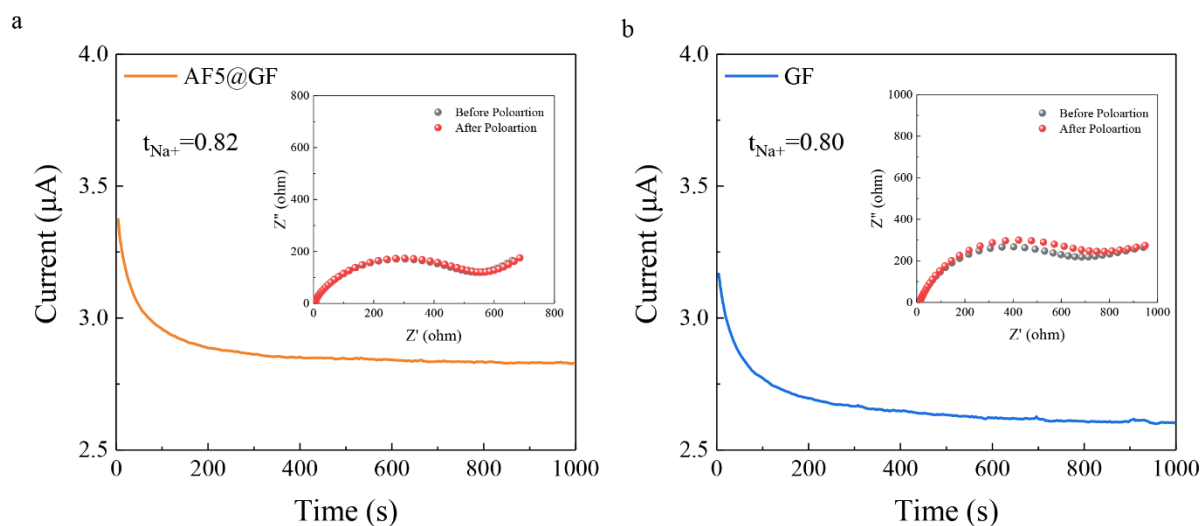 a
4.0
3.5
3.0
2.5
Current (μA)
AF5@GF
t_Na+=0.82
800
600
400
200
0
Z'' (ohm)
Before Poloartion
After Poloartion
0 200 400 600 800
Z' (ohm)
0 200 400 600 800 1000
Time (s)
b
4.0
3.5
3.0
2.5
Current (μA)
GF
t_Na+=0.80
1000
800
600
400
200
0
Z'' (ohm)
Before Poloartion
After Poloartion
0 200 400 600 800 1000
Z' (ohm)
0 200 400 600 800 1000
Time (s)